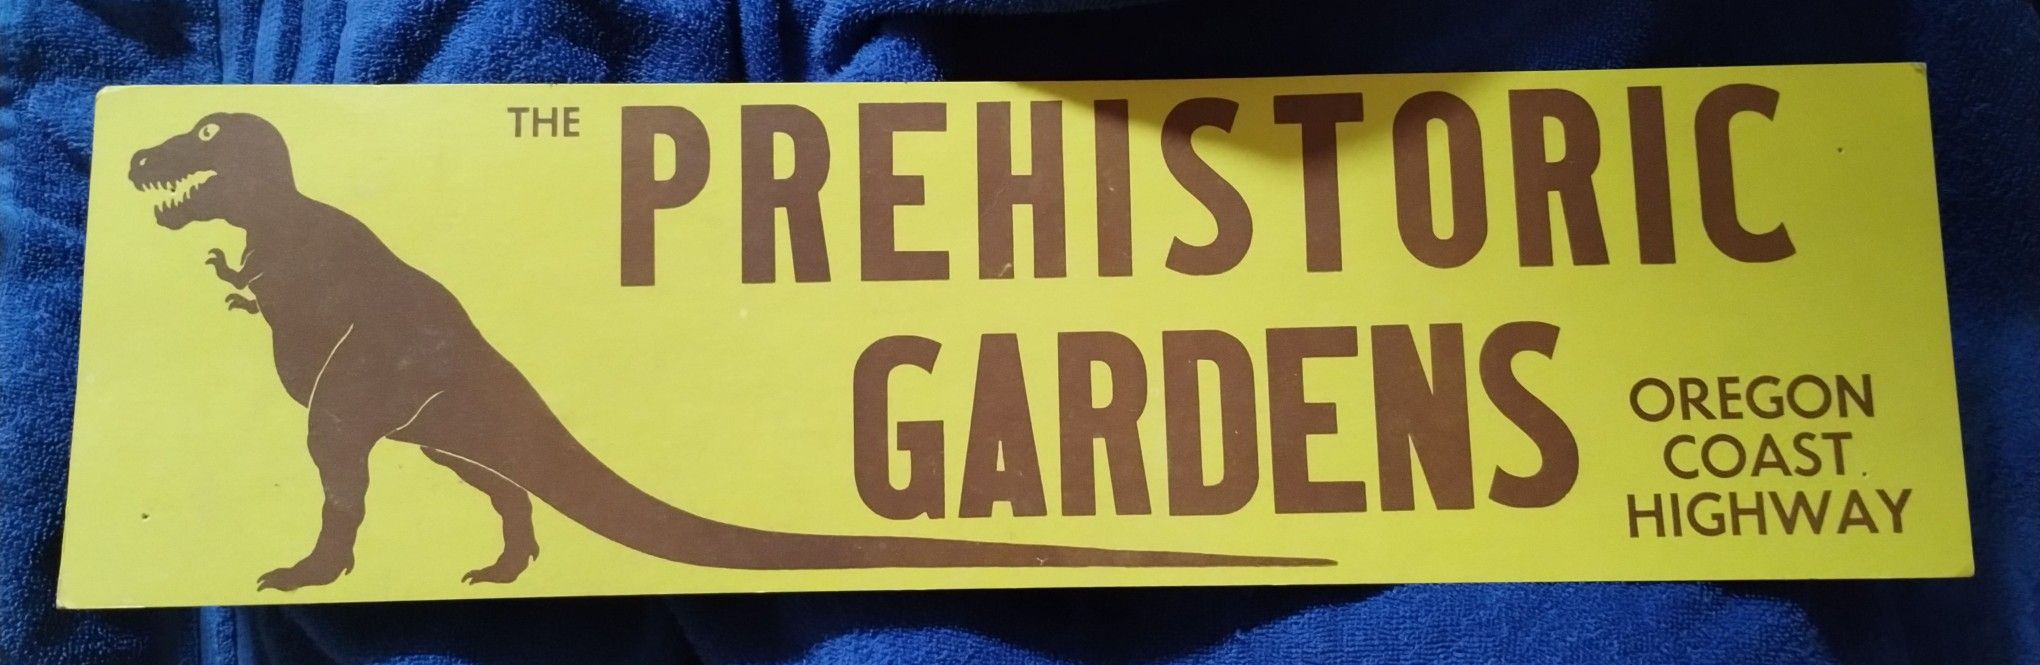 THE PREHISTORIC
GARDENS
OREGON
COAST
HIGHWAY